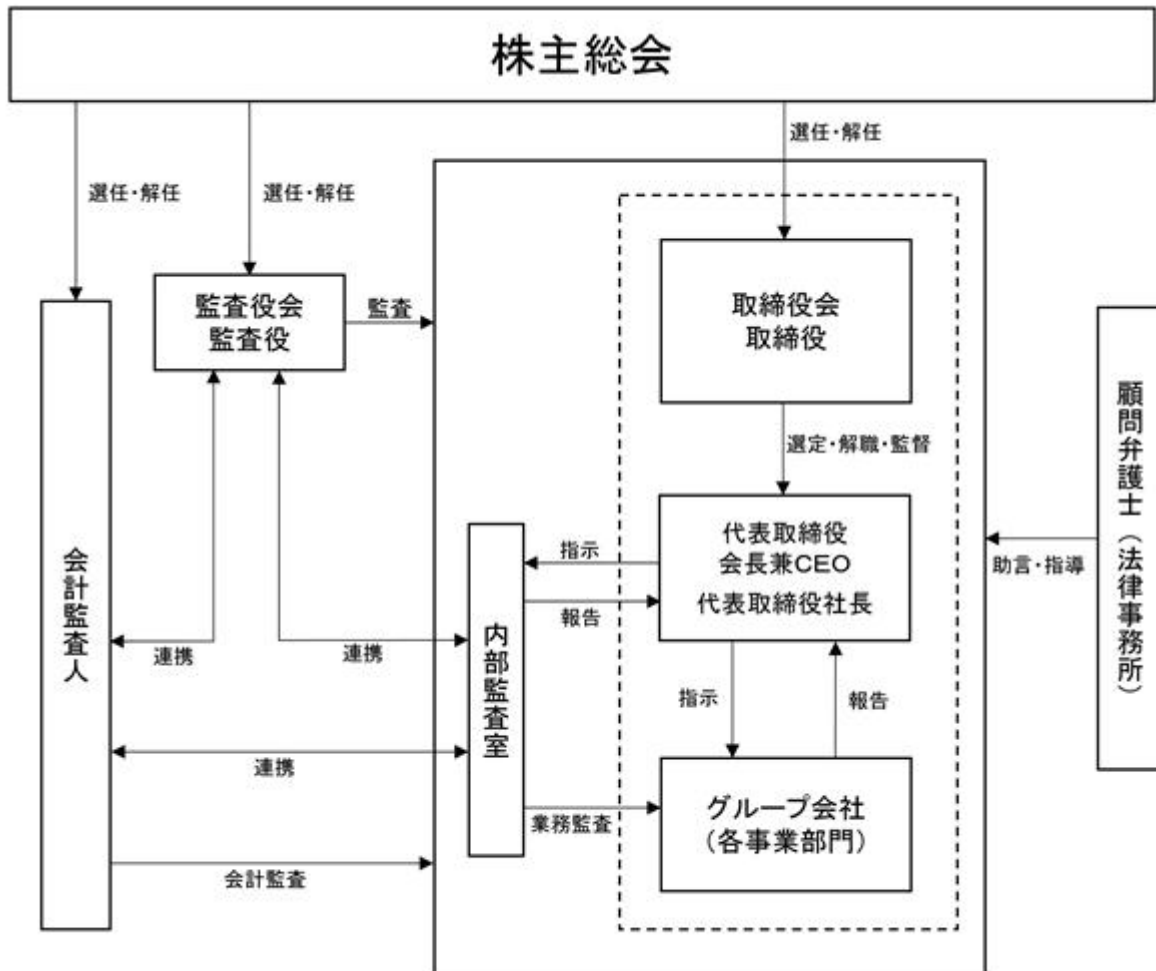 株主総会
選任・解任
選任・解任
選任・解任
監査役会
監査役
監査
取締役会
取締役
選定・解職・監督
代表取締役
会長兼CEO
代表取締役社長
指示
報告
内部監査室
会計監査人
連携
連携
連携
指示
報告
グループ会社
(各事業部門)
業務監査
会計監査
顧問弁護士(法律事務所)
助言・指導